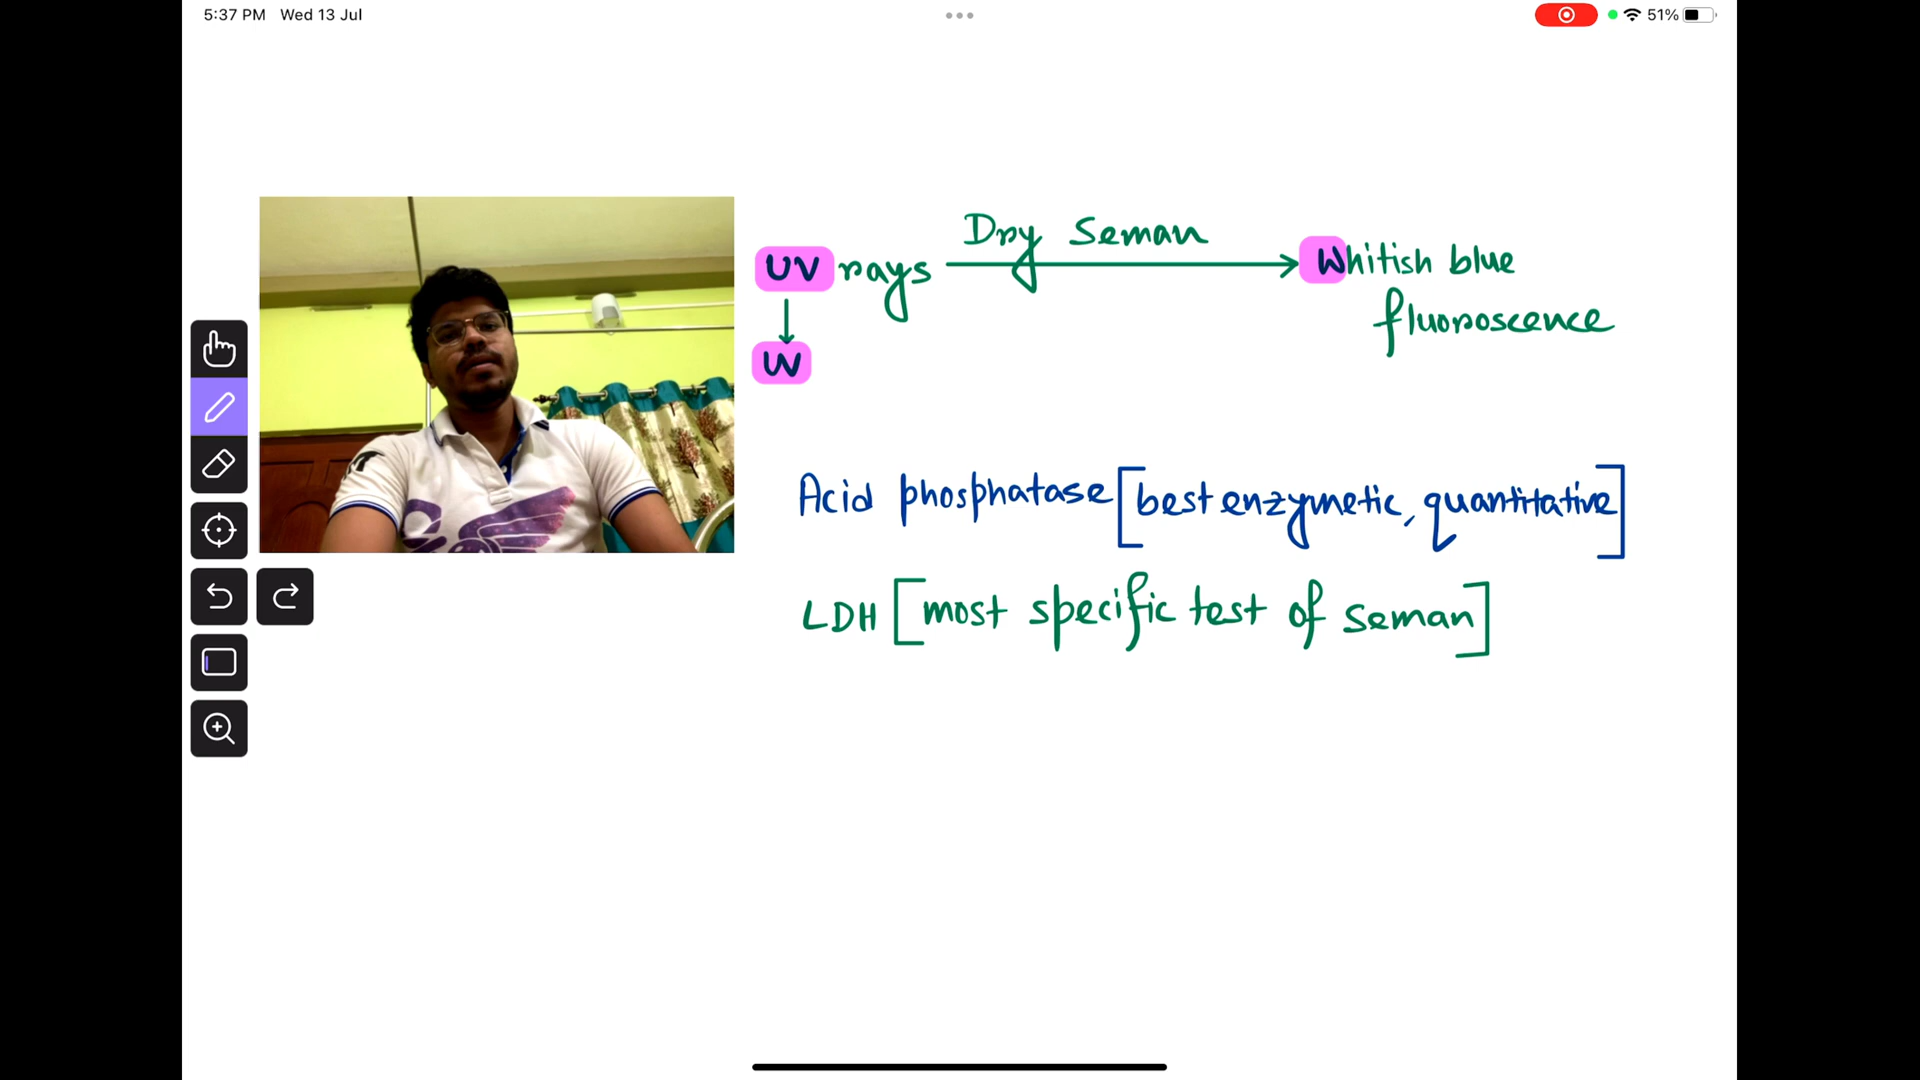 5:37 PM Wed 13 Jul
51%
Dry Seman
UV rays
Whitish blue
fluoroscence
W
Acid phosphatase [best enzymetic, quantitative]
LDH [most specific test of seman]